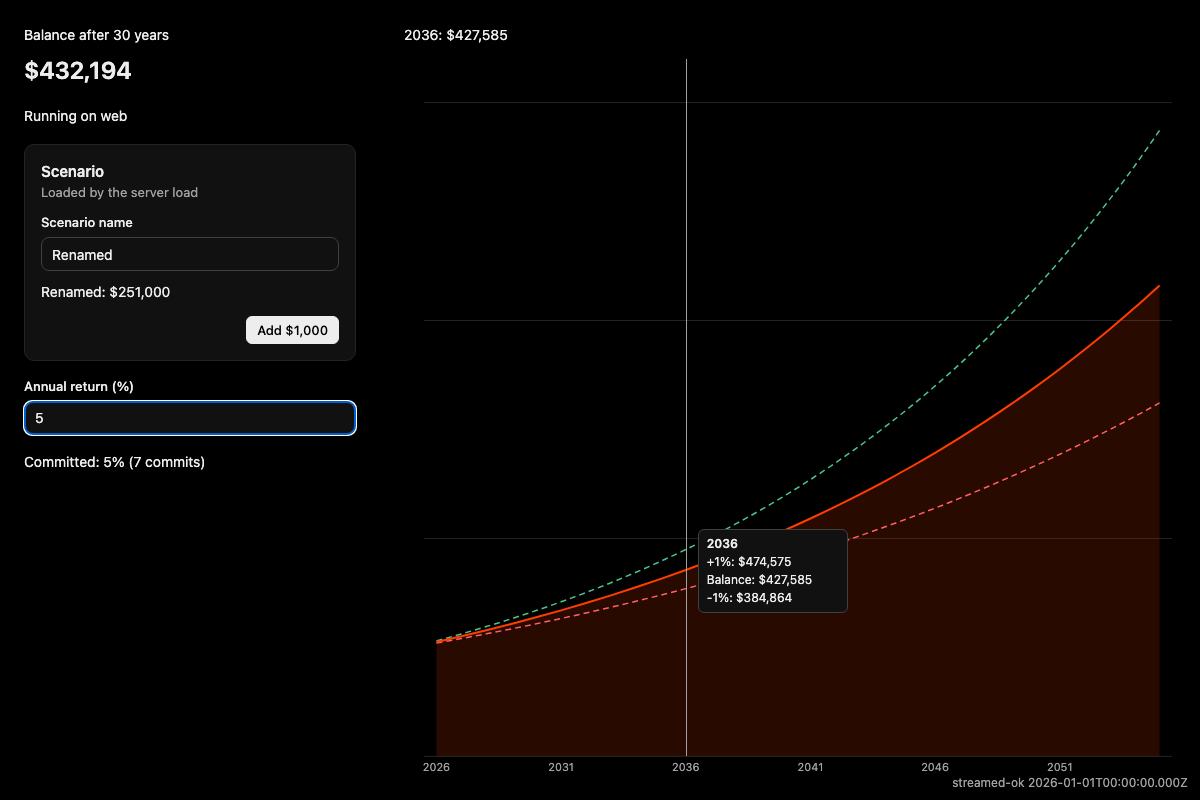 Balance after 30 years
$432,194
Running on web
Scenario
Loaded by the server load
Scenario name
Renamed
Renamed: $251,000
Add $1,000
Annual return (%)
5
Committed: 5% (7 commits)
2036: $427,585
2036
+1%: $474,575
Balance: $427,585
-1%: $384,864
2026 2031 2036 2041 2046 2051
streamed-ok 2026-01-01T00:00:00.000Z